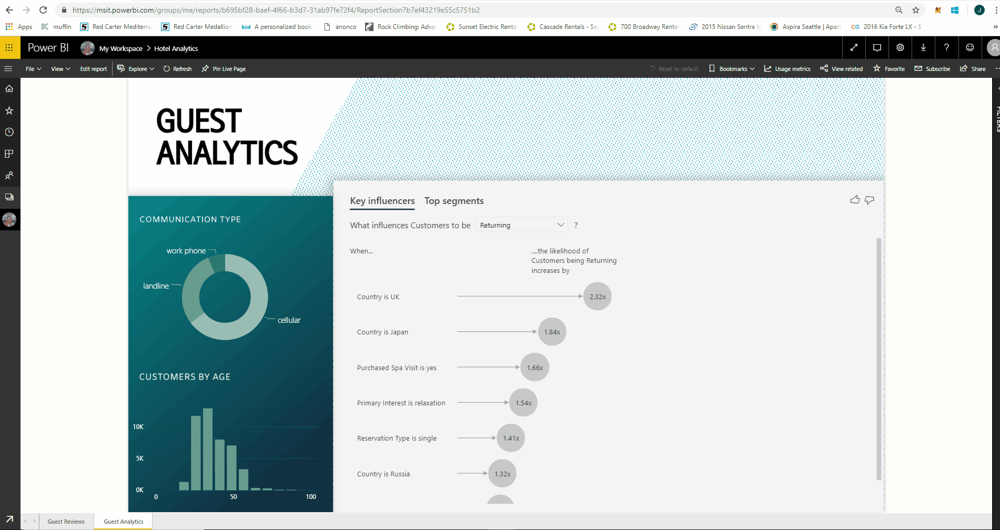 https://msit.powerbi.com/groups/me/reports/b695bf28-baef-4f66-b3d7-31ab97fe72f4/ReportSection7b7ef43219e55c5751b2
J
Apps
muffin
Red Carter Mediterra
Red Carter Medallion
A personalized book
anonco
Rock Climbing: Advan
Sunset Electric Renta
Cascade Rentals - Sea
700 Broadway Rental
2015 Nissan Sentra le
Aspira Seattle | Apart
2016 Kia Forte LX - $
Power BI
My Workspace > Hotel Analytics
File
View
Edit report
Explore
Refresh
Pin Live Page
Reset to default
Bookmarks
Usage metrics
View related
Favorite
Subscribe
Share
FILTERS
GUEST
ANALYTICS
COMMUNICATION TYPE
work phone
landline
cellular
CUSTOMERS BY AGE
10K
5K
0K
0 50 100
Key influencers Top segments
What influences Customers to be Returning ?
When...
....the likelihood of
Customers being Returning
increases by
Country is UK 2.32x
Country is Japan 1.84x
Purchased Spa Visit is yes 1.66x
Primary Interest is relaxation 1.54x
Reservation Type is single 1.41x
Country is Russia 1.32x
Guest Reviews
Guest Analytics